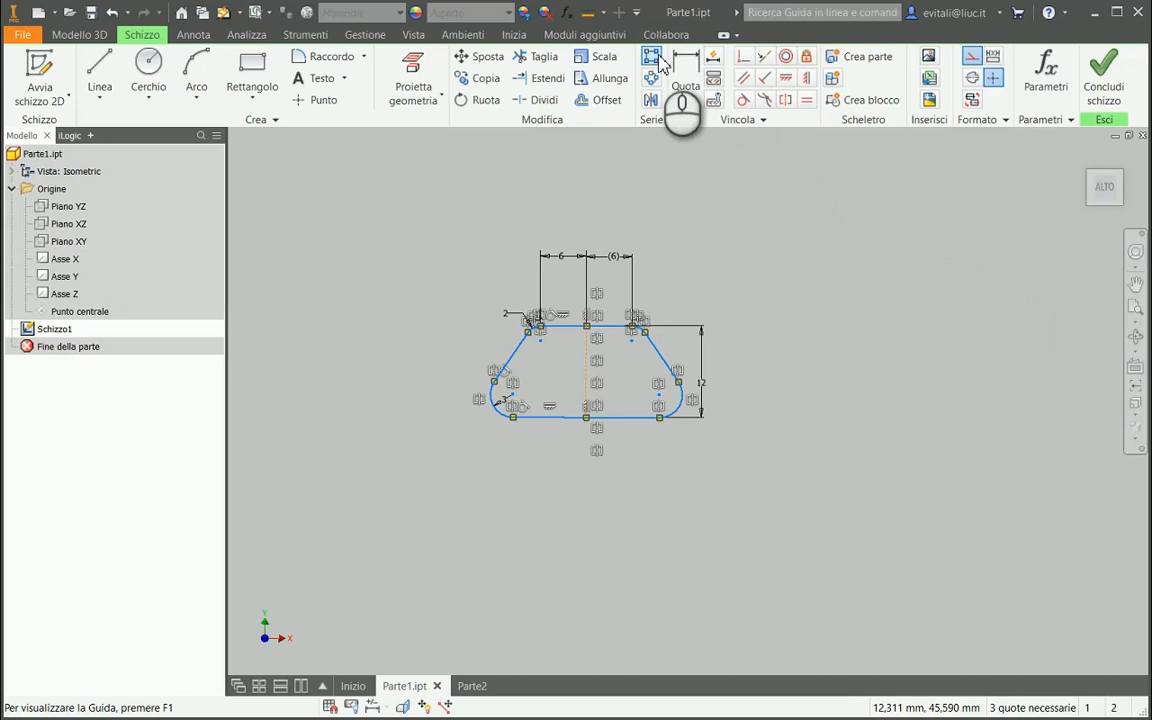 Materiale
Aspetto
Parte1.ipt
Ricerca Guida in linea e comand
evitali@liuc.it
File
Modello 3D
Schizzo
Annota
Analizza
Strumenti
Gestione
Vista
Ambienti
Inizia
Moduli aggiuntivi
Collabora
Avvia
schizzo 2D
Linea
Cerchio
Arco
Rettangolo
Raccordo
Testo
Punto
Proietta
geometria
Sposta
Copia
Ruota
Taglia
Estendi
Dividi
Scala
Allunga
Offset
Quota
Crea parte
Crea blocco
Parametri
Concludi
schizzo
Schizzo
Crea
Modifica
Serie
Vincola
Scheletro
Inserisci
Formato
Parametri
Esci
Modello
iLogic
Parte1.ipt
Vista: Isometric
Origine
Piano YZ
Piano XZ
Piano XY
Asse X
Asse Y
Asse Z
Punto centrale
Schizzo1
Fine della parte
ALTO
6
(6)
2
12
3
Y
X
Inizio
Parte1.ipt
Parte2
Per visualizzare la Guida, premere F1
12,311 mm, 45,590 mm
3 quote necessarie
1
2